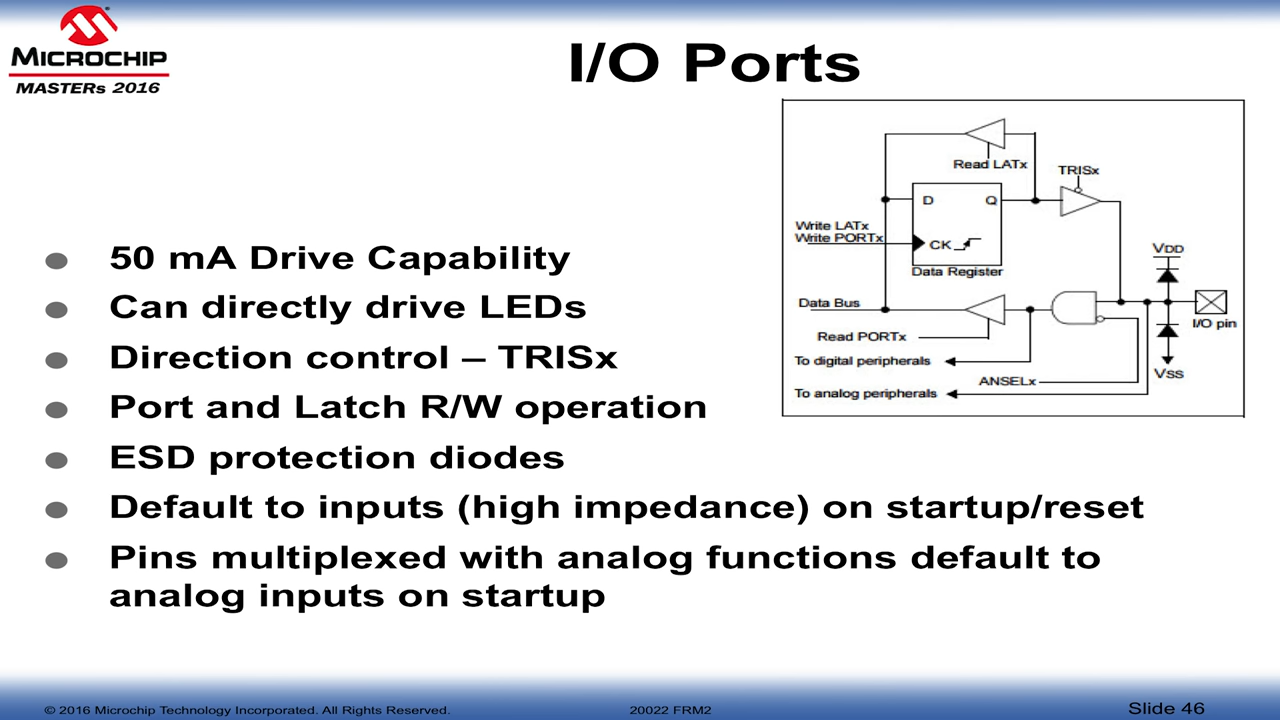 MICROCHIP
MASTERs 2016
I/O Ports
50 mA Drive Capability
Can directly drive LEDs
Direction control – TRISx
Port and Latch R/W operation
ESD protection diodes
Default to inputs (high impedance) on startup/reset
Pins multiplexed with analog functions default to
analog inputs on startup
Read LATx
TRISx
D
Q
Write LATx
Write PORTx
CK
Data Register
VDD
Data Bus
I/O pin
Read PORTx
To digital peripherals
VSS
ANSELx
To analog peripherals
© 2016 Microchip Technology Incorporated. All Rights Reserved.
20022 FRM2
Slide 46